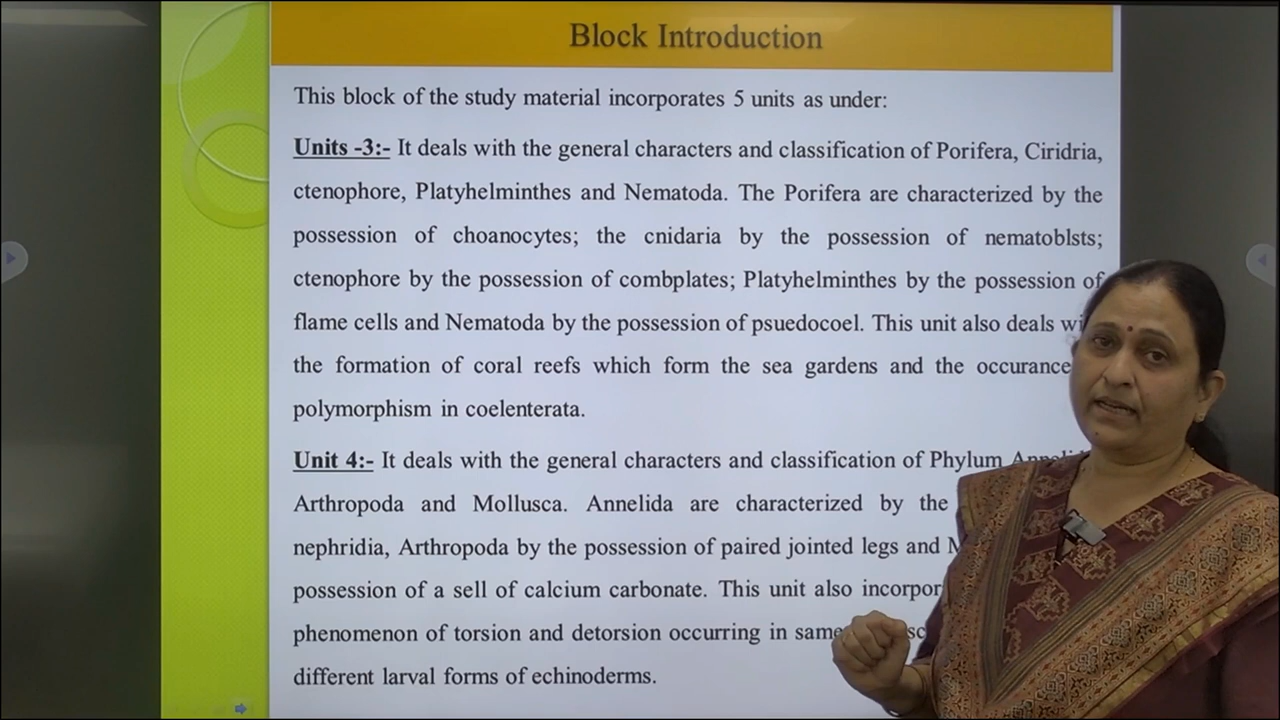 Block Introduction
This block of the study material incorporates 5 units as under:
Units -3:- It deals with the general characters and classification of Porifera, Ciridria,
ctenophore, Platyhelminthes and Nematoda. The Porifera are characterized by the
possession of choanocytes; the cnidaria by the possession of nematoblsts;
ctenophore by the possession of combplates; Platyhelminthes by the possession of
flame cells and Nematoda by the possession of psuedocoel. This unit also deals
the formation of coral reefs which form the sea gardens and the occurance
polymorphism in coelenterata.
Unit 4:- It deals with the general characters and classification of Phylum
Arthropoda and Mollusca. Annelida are characterized by the
nephridia, Arthropoda by the possession of paired jointed legs and
possession of a sell of calcium carbonate. This unit also
phenomenon of torsion and detorsion occurring in same
different larval forms of echinoderms.